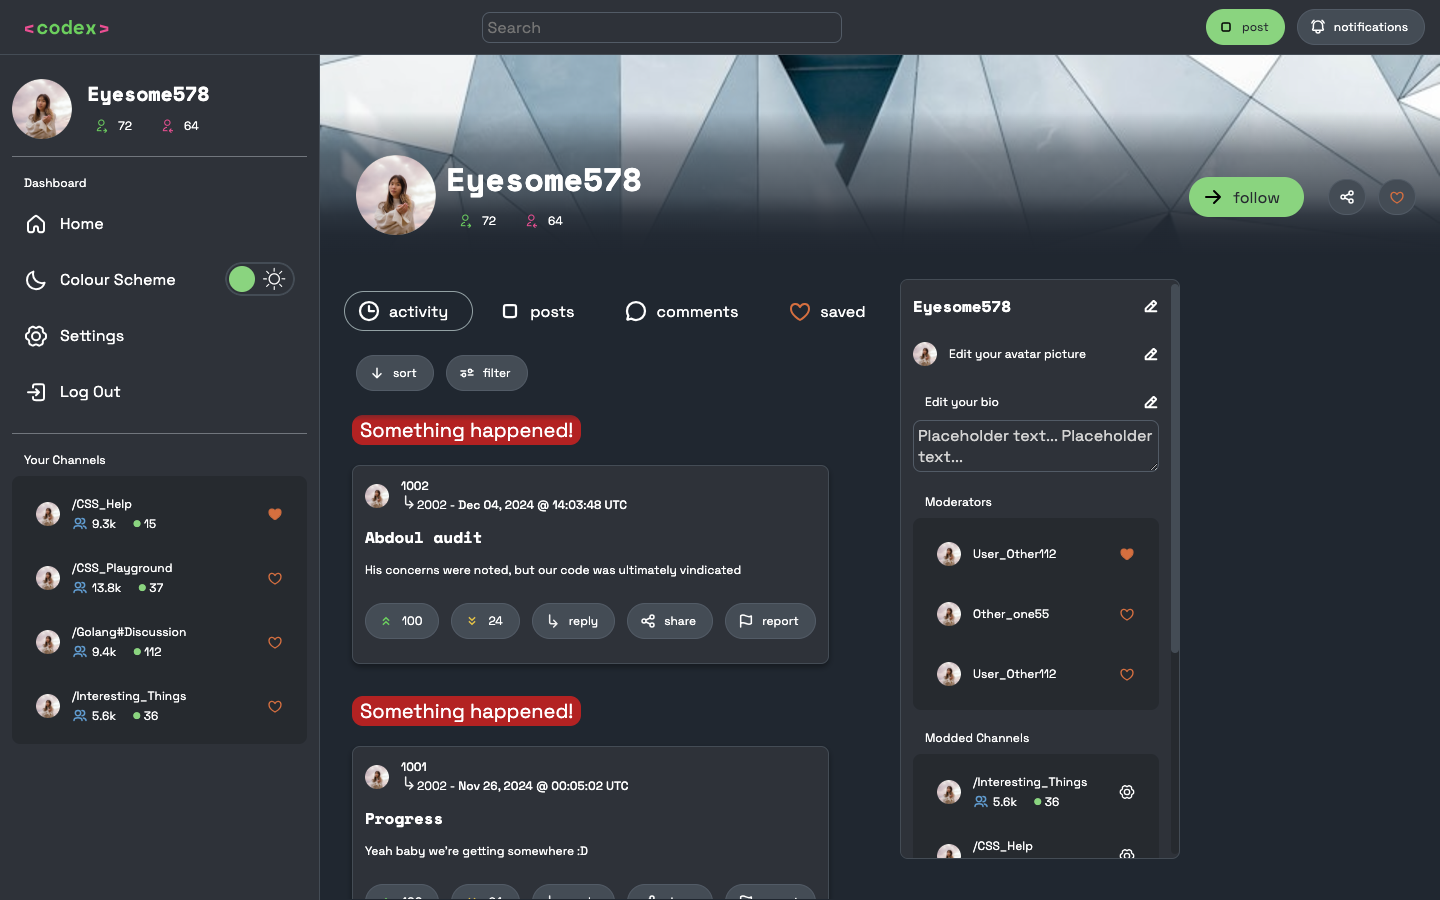 <codex>
Search
post
notifications
Eyesome578
72 64
Dashboard
Home
Colour Scheme
Settings
Log Out
Your Channels
/CSS_Help
9.3k 15
/CSS_Playground
13.8k 37
/Golang#Discussion
9.4k 112
/Interesting_Things
5.6k 36
Eyesome578
72 64
follow
activity posts comments saved
sort filter
Something happened!
1002
2002 - Dec 04, 2024 @ 14:03:48 UTC
Abdoul audit
His concerns were noted, but our code was ultimately vindicated
100 24 reply share report
Something happened!
1001
2002 - Nov 26, 2024 @ 00:05:02 UTC
Progress
Yeah baby we're getting somewhere :D
Eyesome578
Edit your avatar picture
Edit your bio
Placeholder text... Placeholder
text...
Moderators
User_Other112
Other_one55
User_Other112
Modded Channels
/Interesting_Things
5.6k 36
/CSS_Help